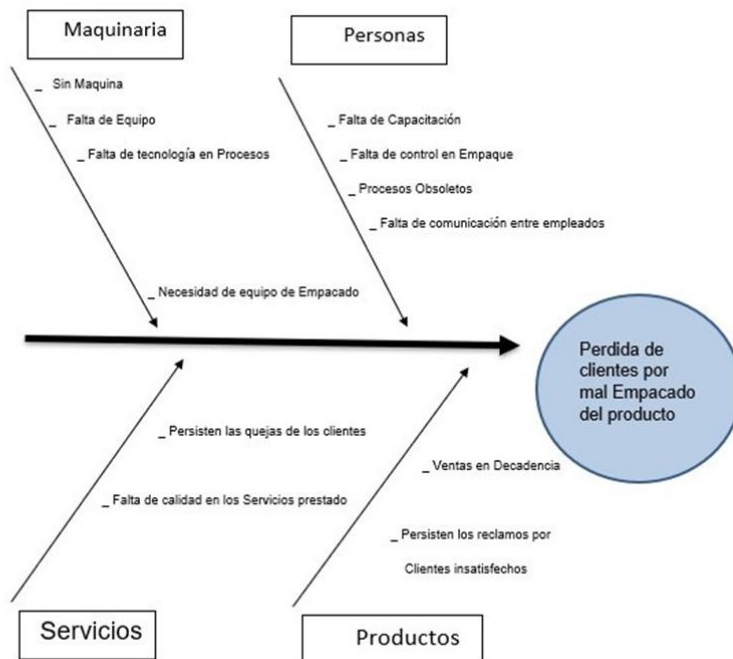 Maquinaria
Personas
_ Sin Maquina
_ Falta de Equipo
_ Falta de tecnología en Procesos
_ Necesidad de equipo de Empacado
_ Falta de Capacitación
_ Falta de control en Empaque
_ Procesos Obsoletos
_ Falta de comunicación entre empleados
Perdida de
clientes por
mal Empacado
del producto
_ Persisten las quejas de los clientes
_ Falta de calidad en los Servicios prestado
_ Ventas en Decadencia
_ Persisten los reclamos por
Clientes insatisfechos
Servicios
Productos